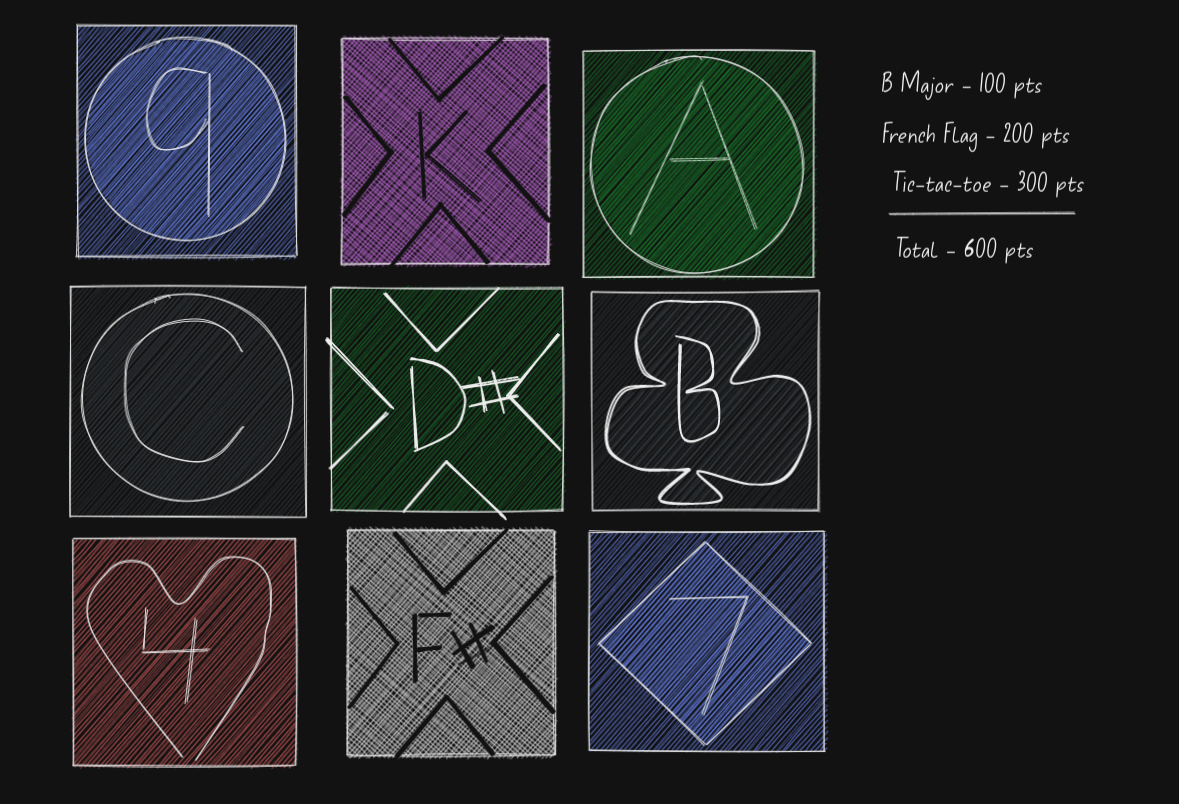 9
K
A
C
D#
B
4
F#
7
B Major - 100 pts
French Flag - 200 pts
Tic-tac-toe - 300 pts
Total - 600 pts